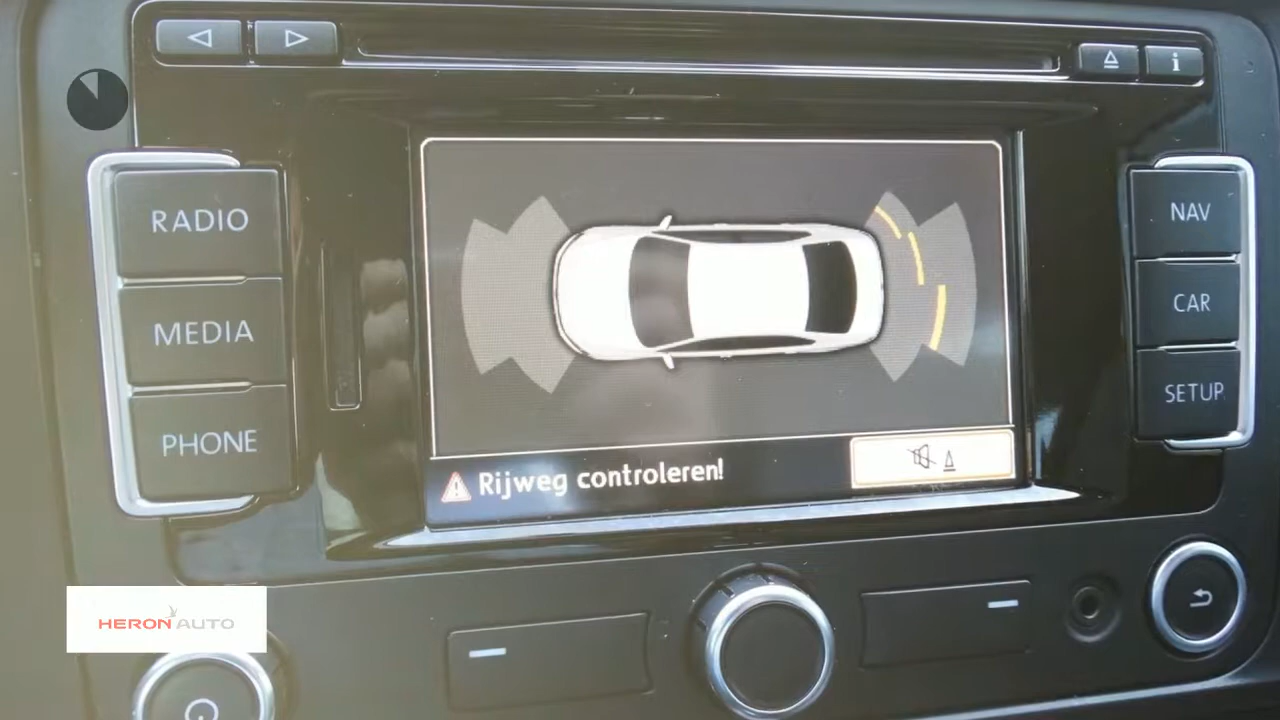 RADIO
MEDIA
PHONE
NAV
CAR
SETUP
i
Rijweg controleren!
HERON AUTO